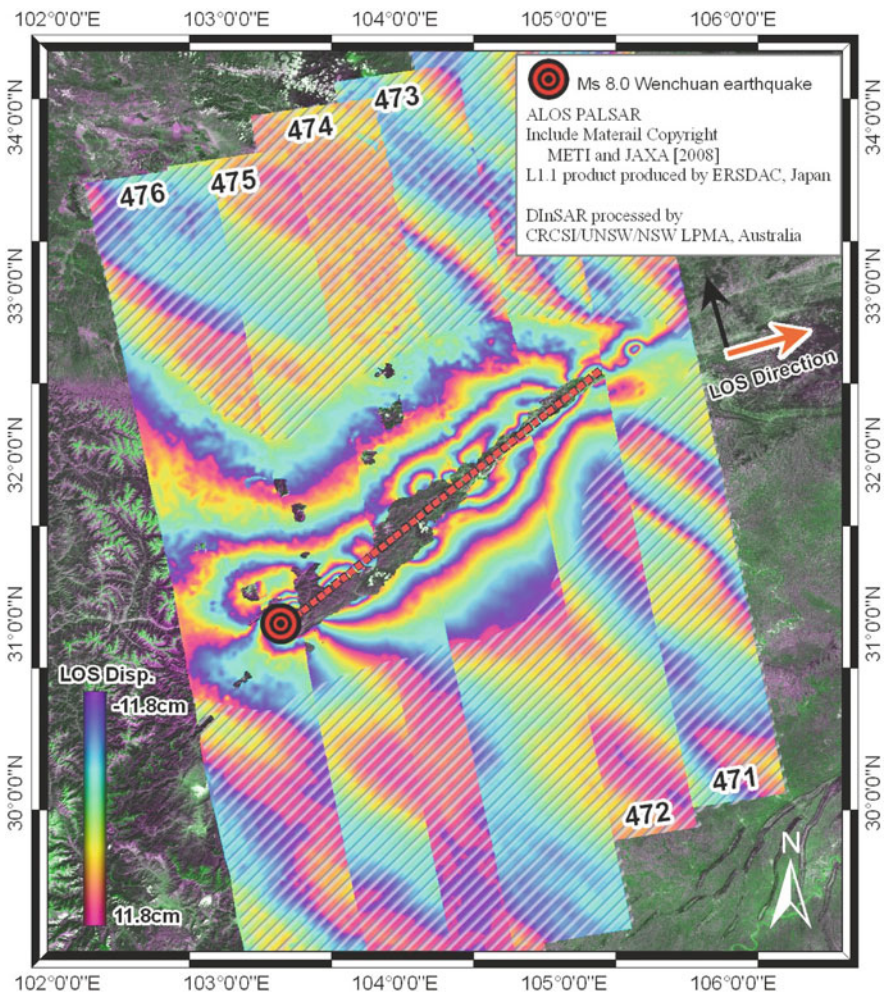 102°0'0"E 103°0'0"E 104°0'0"E 105°0'0"E 106°0'0"E
Ms 8.0 Wenchuan earthquake
ALOS PALSAR
Include Materail Copyright
METI and JAXA [2008]
L1.1 product produced by ERSDAC, Japan
DInSAR processed by
CRCSI/UNSW/NSW LPMA, Australia
473
474
475
476
34°0'0"N
34°0'0"N
33°0'0"N
33°0'0"N
LOS Direction
32°0'0"N
32°0'0"N
31°0'0"N
31°0'0"N
LOS Disp.
-11.8cm
11.8cm
30°0'0"N
30°0'0"N
471
472
N
102°0'0"E 103°0'0"E 104°0'0"E 105°0'0"E 106°0'0"E